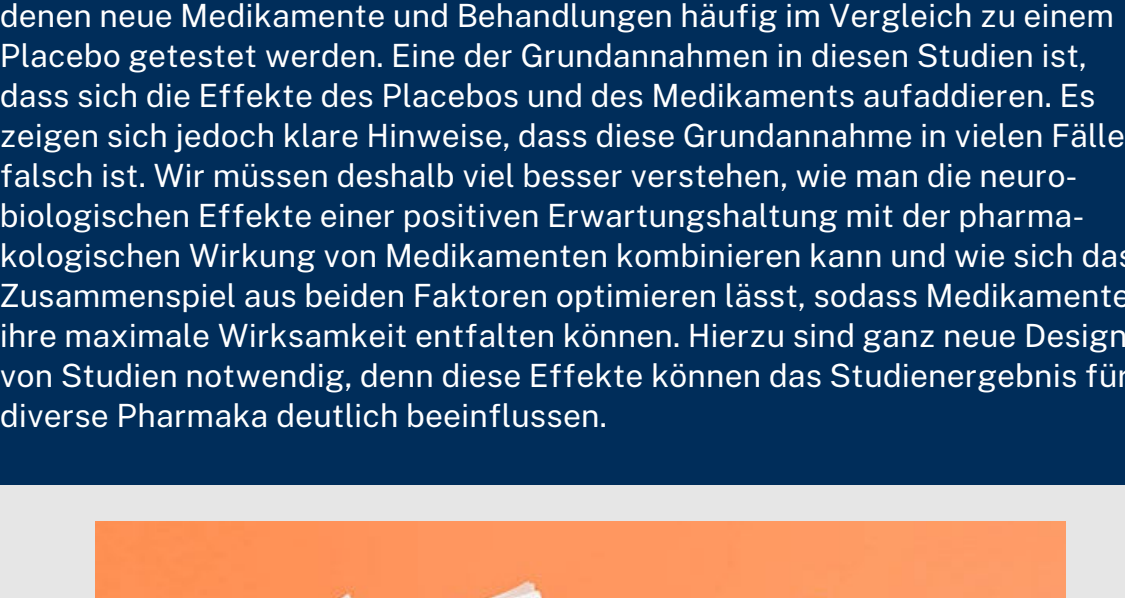 denen neue Medikamente und Behandlungen häufig im Vergleich zu einem
Placebo getestet werden. Eine der Grundannahmen in diesen Studien ist,
dass sich die Effekte des Placebos und des Medikaments aufaddieren. Es
zeigen sich jedoch klare Hinweise, dass diese Grundannahme in vielen Fälle
falsch ist. Wir müssen deshalb viel besser verstehen, wie man die neuro-
biologischen Effekte einer positiven Erwartungshaltung mit der pharma-
kologischen Wirkung von Medikamenten kombinieren kann und wie sich das
Zusammenspiel aus beiden Faktoren optimieren lässt, sodass Medikamente
ihre maximale Wirksamkeit entfalten können. Hierzu sind ganz neue Design
von Studien notwendig, denn diese Effekte können das Studienergebnis für
diverse Pharmaka deutlich beeinflussen.